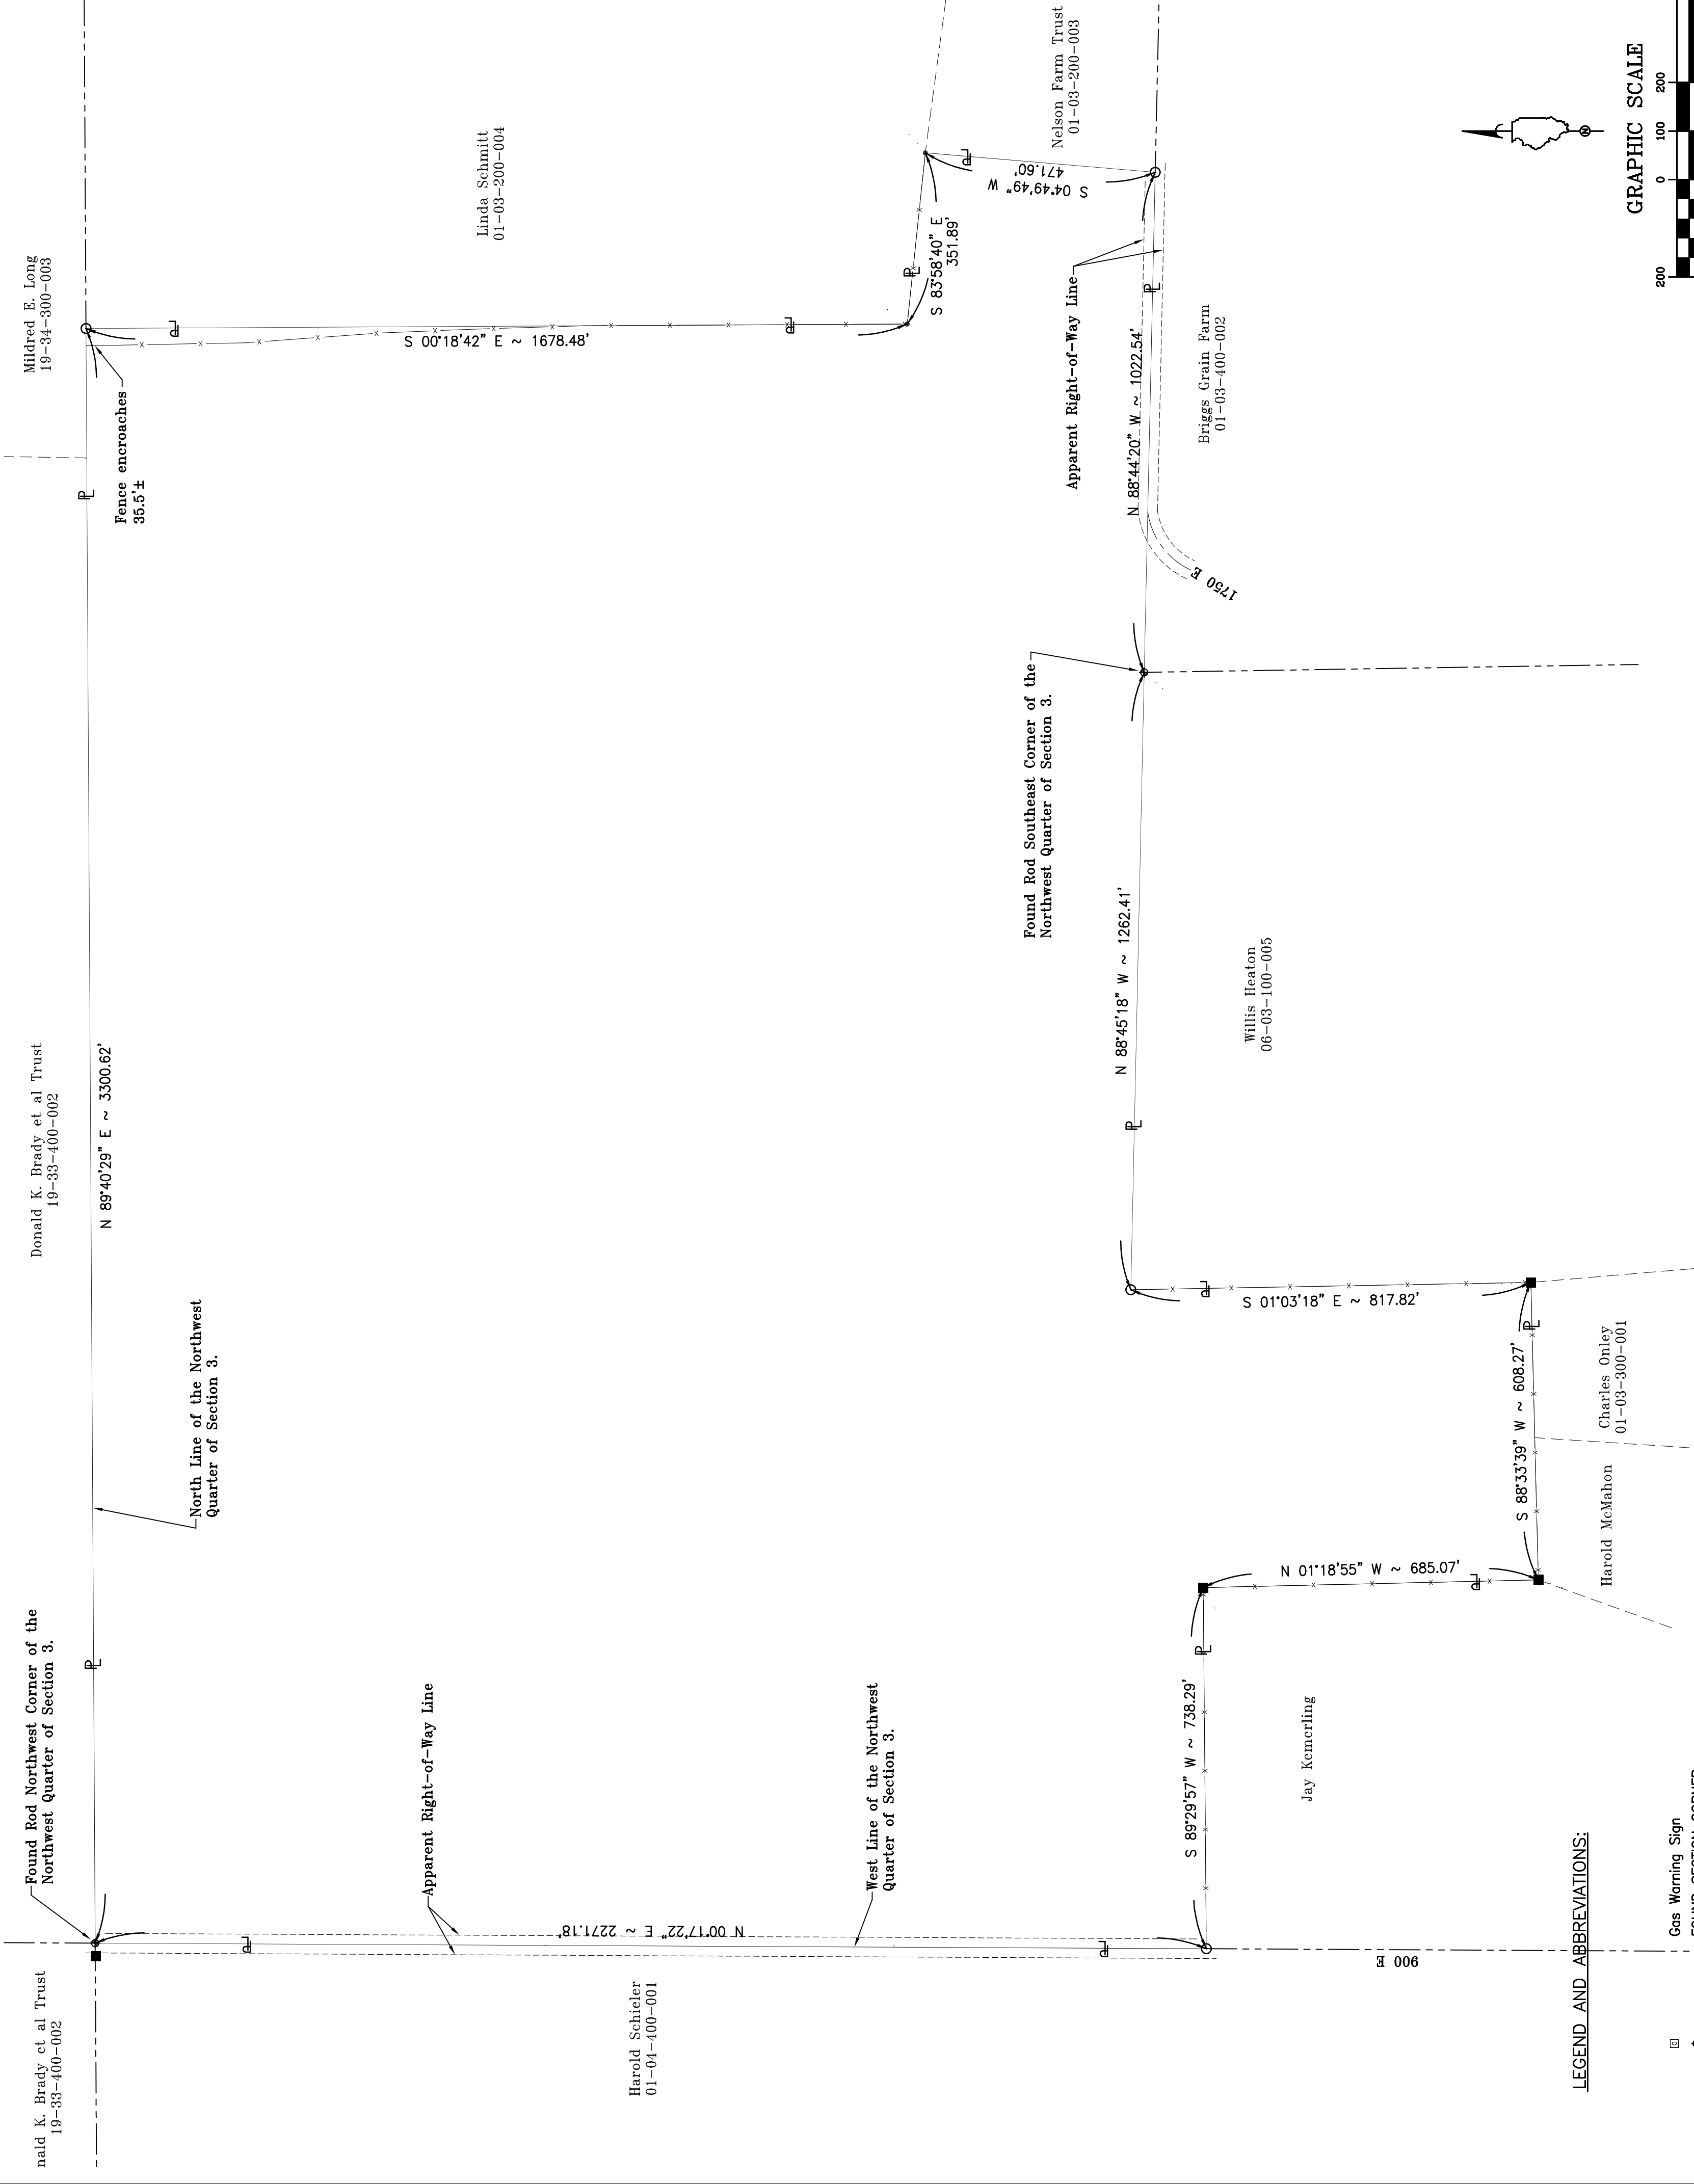 Mildred E. Long
19-34-300-003
Donald K. Brady et al Trust
19-33-400-002
nald K. Brady et al Trust
19-33-400-002
Found Rod Northwest Corner of the
Northwest Quarter of Section 3.
N 89°40'29" E ~ 3300.62'
North Line of the Northwest
Quarter of Section 3.
Fence encroaches
35.5'±
S 00°18'42" E ~ 1678.48'
Linda Schmitt
01-03-200-004
S 83°58'40" E
351.89'
S 04°49'49" W
471.60'
Nelson Farm Trust
01-03-200-003
Apparent Right-of-Way Line
N 88°44'20" W ~ 1022.54'
Briggs Grain Farm
01-03-400-002
1750 E
Found Rod Southeast Corner of the
Northwest Quarter of Section 3.
N 88°45'18" W ~ 1262.41'
Willis Heaton
06-03-100-005
S 01°03'18" E ~ 817.82'
S 88°33'39" W ~ 608.27'
Charles Onley
01-03-300-001
Harold McMahon
N 01°18'55" W ~ 685.07'
S 89°29'57" W ~ 738.29'
Jay Kemerling
Apparent Right-of-Way Line
N 00°17'22" E ~ 2271.18'
West Line of the Northwest
Quarter of Section 3.
Harold Schieler
01-04-400-001
900 E
GRAPHIC SCALE
200 0 100 200
LEGEND AND ABBREVIATIONS:
G Gas Warning Sign
FOUND SECTION CORNER